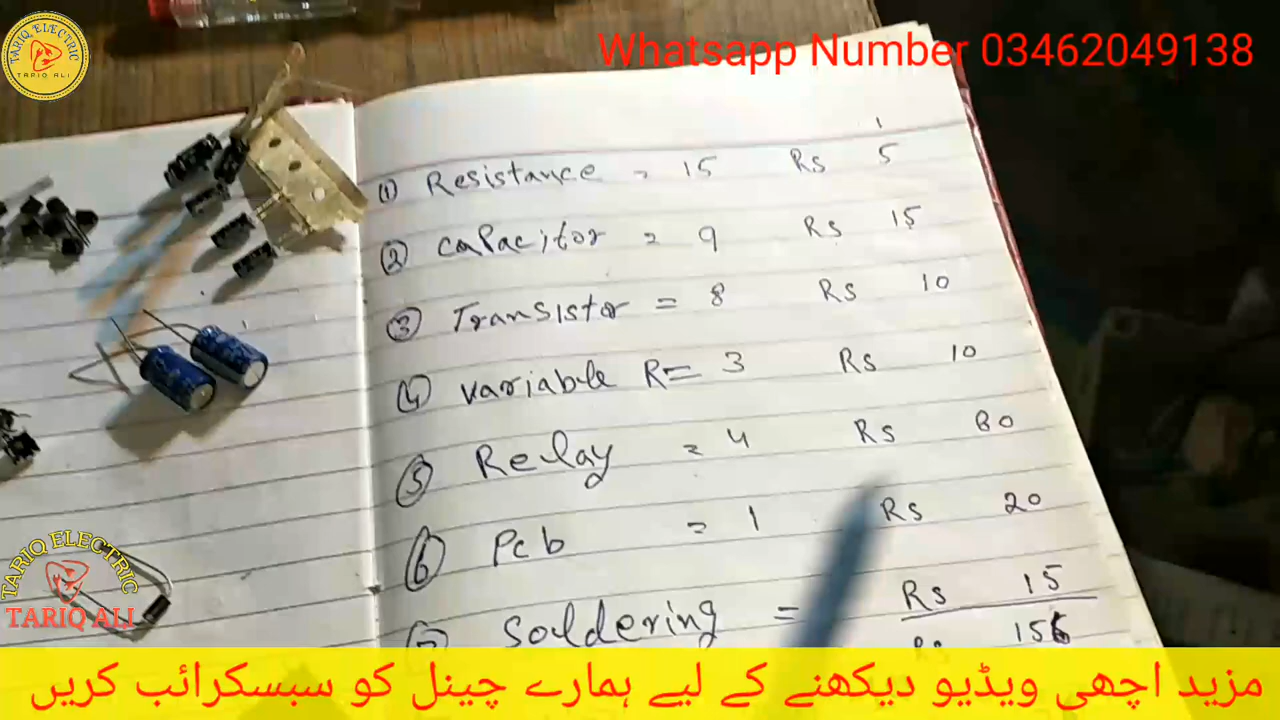 TARIQ ELECTRIC
TARIQ ALI
Whatsapp Number 03462049138
1
① Resistance = 15 Rs 5
② Capacitor = 9 Rs 15
③ Transistor = 8 Rs 10
④ variable R= 3 Rs 10
⑤ Relay = 4 Rs 80
⑥ Pcb = 1 Rs 20
⑦ Soldering = Rs 15
Rs
TARIQ ELECTRIC
TARIQ ALI
مزید اچھی ویڈیو دیکھنے کے لیے ہمارے چینل کو سبسکرائب کریں